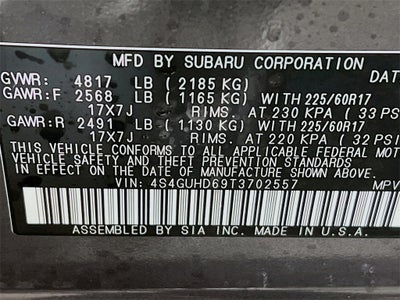 MFD BY SUBARU CORPORATION DAT
GVWR: 4817 LB (2185 KG)
GAWR:F 2568 LB (1165 KG) WITH 225/60R17
17X7J RIMS, AT 230 KPA (33 PS
GAWR:R 2491 LB (1130 KG) WITH 225/60R17
17X7J RIMS, AT 220 KPA (32 PSI
THIS VEHICLE CONFORMS TO ALL APPLICABLE FEDERAL MOT
VEHICLE SAFETY, BUMPER, AND THEFT PREVENTION STANDARDS
IN EFFECT ON THE DATE OF MANUFACTURE SHOWN ABOVE.
VIN: 4S4GUHD69T3702557 MPV
ASSEMBLED BY SIA INC. IN U.S.A.